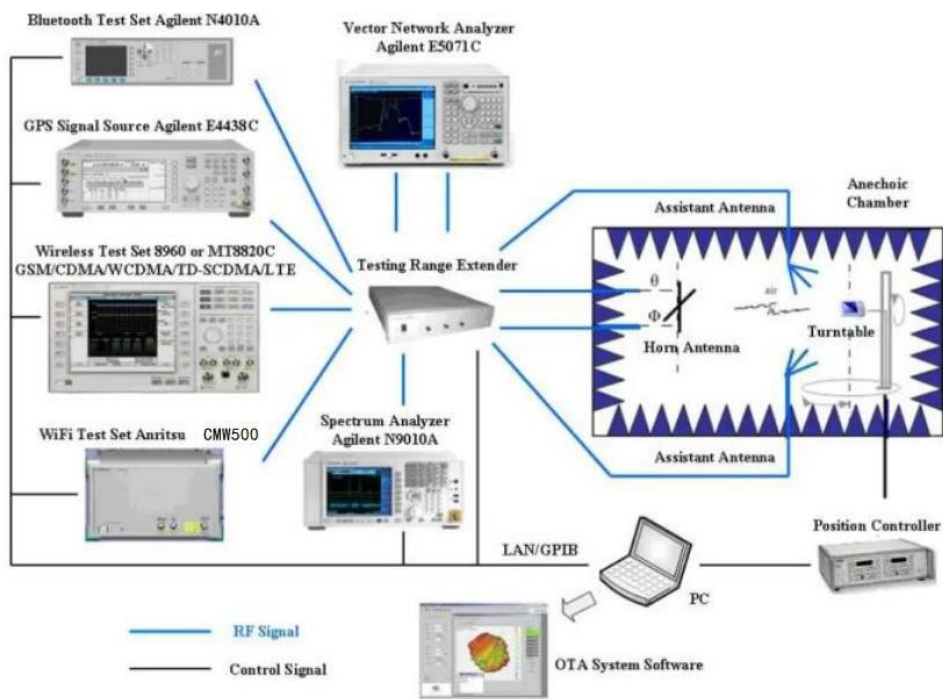 Bluetooth Test Set Agilent N4010A
Vector Network Analyzer
Agilent E5071C
GPS Signal Source Agilent E4438C
Anechoic
Chamber
Assistant Antenna
Wireless Test Set 8960 or MT8820C
GSM/CDMA/WCDMA/TD-SCDMA/LTE
Testing Range Extender
θ
air
Φ
Turntable
Horn Antenna
WiFi Test Set Anritsu CMW500
Spectrum Analyzer
Agilent N9010A
Assistant Antenna
Position Controller
LAN/GPIB
PC
RF Signal
Control Signal
OTA System Software